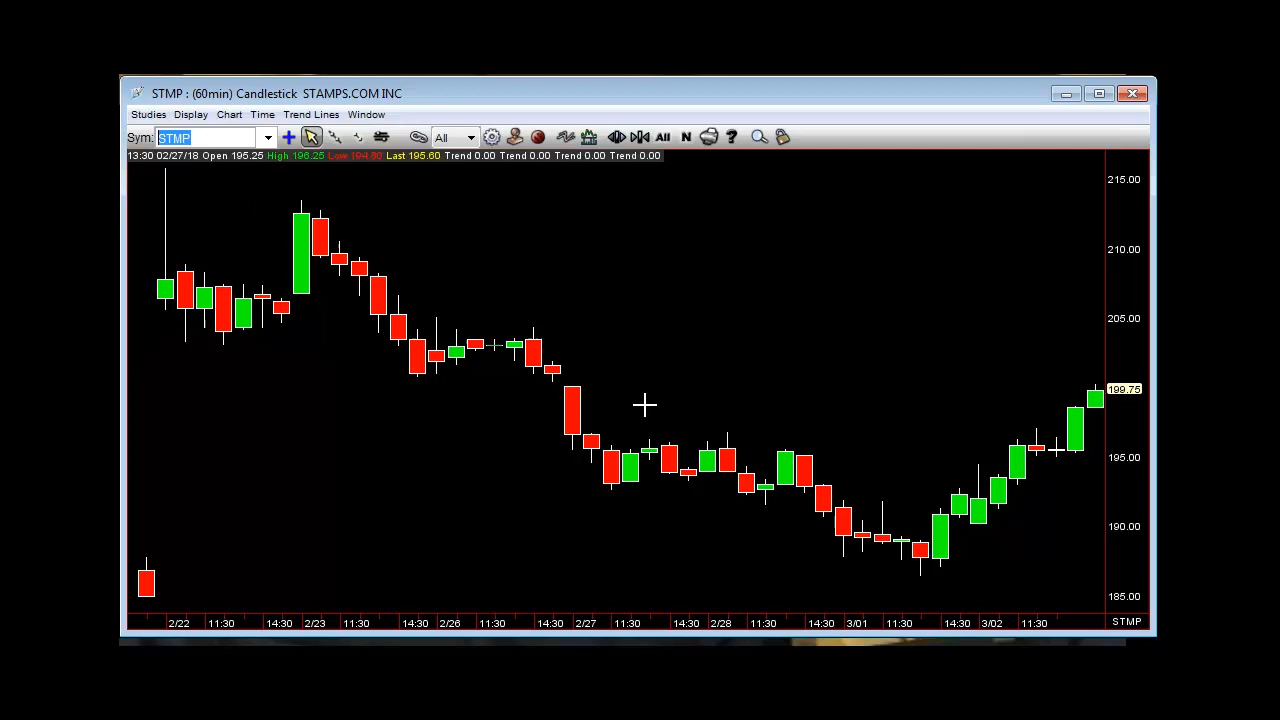 STMP : (60min) Candlestick STAMPS.COM INC
Studies Display Chart Time Trend Lines Window
Sym: STMP All All N ?
13:30 02/27/18 Open 195.25 High 196.25 Low 194.80 Last 195.60 Trend 0.00 Trend 0.00 Trend 0.00 Trend 0.00
215.00
210.00
205.00
199.75
195.00
190.00
185.00
2/22 11:30 14:30 2/23 11:30 14:30 2/26 11:30 14:30 2/27 11:30 14:30 2/28 11:30 14:30 3/01 11:30 14:30 3/02 11:30 STMP